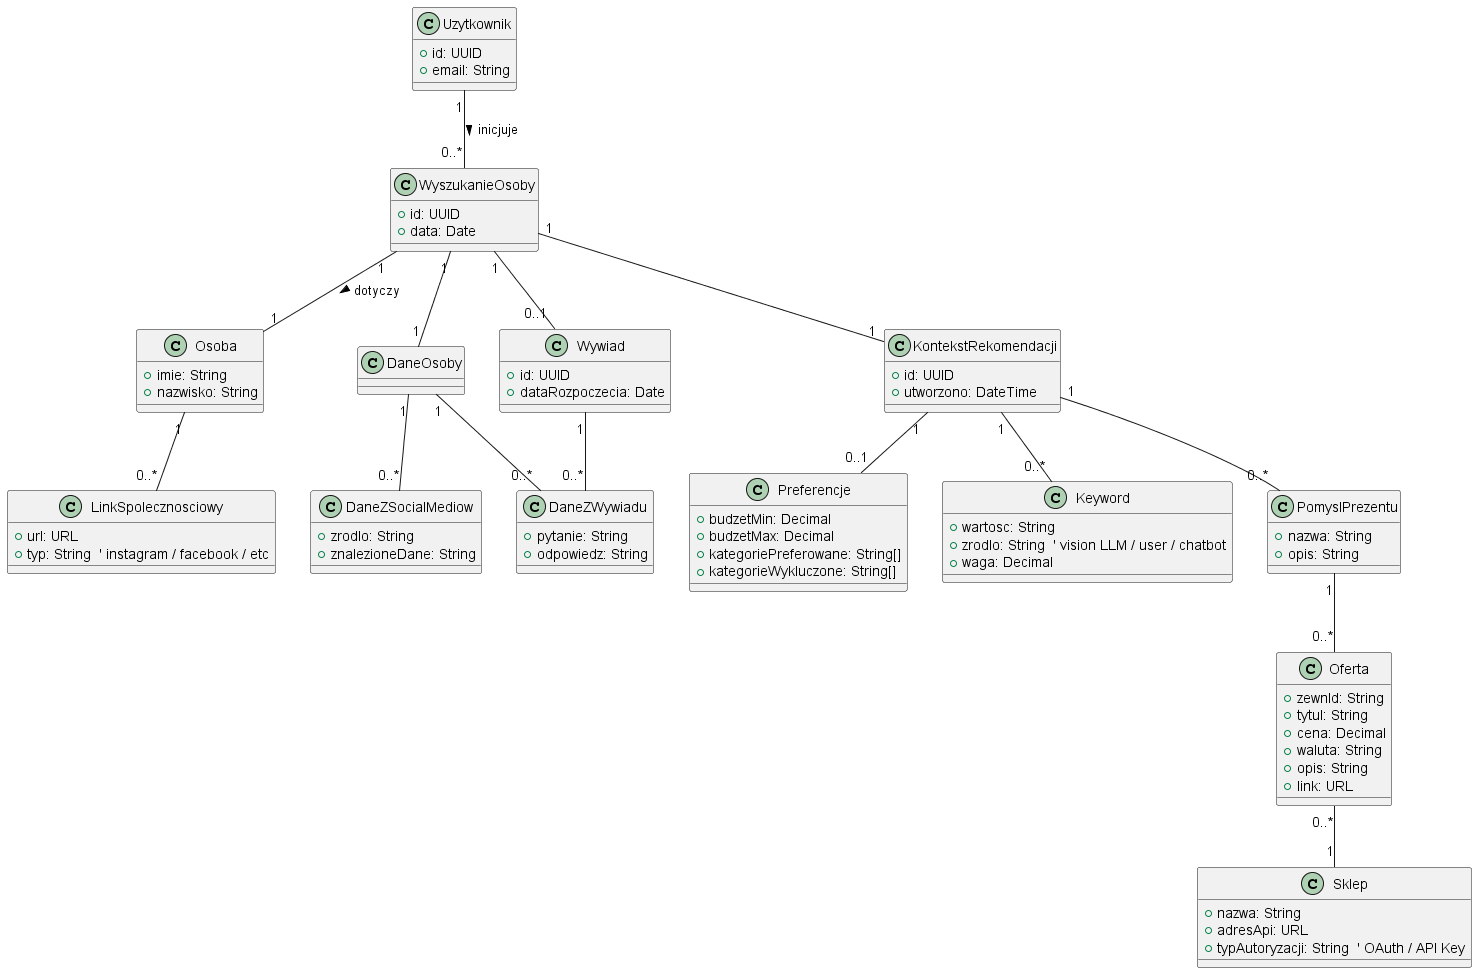 C Uzytkownik
id: UUID
email: String
1
inicjuje
0..*
C WyszukanieOsoby
id: UUID
data: Date
1
1
1
1
dotyczy
1
1
0..1
1
C Osoba
imie: String
nazwisko: String
C DaneOsoby
C Wywiad
id: UUID
dataRozpoczecia: Date
C KontekstRekomendacji
id: UUID
utworzono: DateTime
1
1
1
1
1
1
1
0..*
0..*
0..*
0..*
0..1
0..*
0..*
C LinkSpolecznosciowy
url: URL
typ: String ' instagram / facebook / etc
C DaneZSocialMediow
zrodlo: String
znalezioneDane: String
C DaneZWywiadu
pytanie: String
odpowiedz: String
C Preferencje
budzetMin: Decimal
budzetMax: Decimal
kategoriePreferowane: String[]
kategorieWykluczone: String[]
C Keyword
wartosc: String
zrodlo: String ' vision LLM / user / chatbot
waga: Decimal
C PomyslPrezentu
nazwa: String
opis: String
1
0..*
C Oferta
zewnId: String
tytul: String
cena: Decimal
waluta: String
opis: String
link: URL
0..*
1
C Sklep
nazwa: String
adresApi: URL
typAutoryzacji: String ' OAuth / API Key